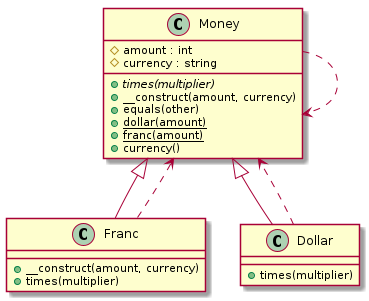 C Money
amount : int
currency : string
times(multiplier)
__construct(amount, currency)
equals(other)
dollar(amount)
franc(amount)
currency()
C Franc
__construct(amount, currency)
times(multiplier)
C Dollar
times(multiplier)